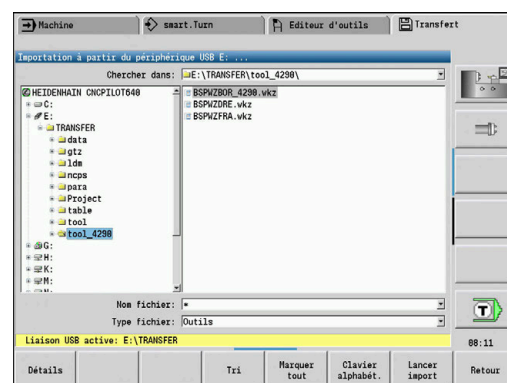 Machine
smart.Turn
Editeur d'outils
Transfert
Importation à partir du périphérique USB E: ...
Chercher dans: E:\TRANSFER\tool_4290\
HEIDENHAIN CNCPILOT640
C:
E:
TRANSFER
data
gtz
ldm
ncps
para
Project
table
tool
tool_4290
G:
H:
K:
M:
BSPWZBOR_4290.wkz
BSPWZDRE.wkz
BSPWZFRA.wkz
Nom fichier: *
Type fichier: Outils
Liaison USB active: E:\TRANSFER
T
08:11
Détails
Tri
Marquer tout
Clavier alphabét.
Lancer import
Retour